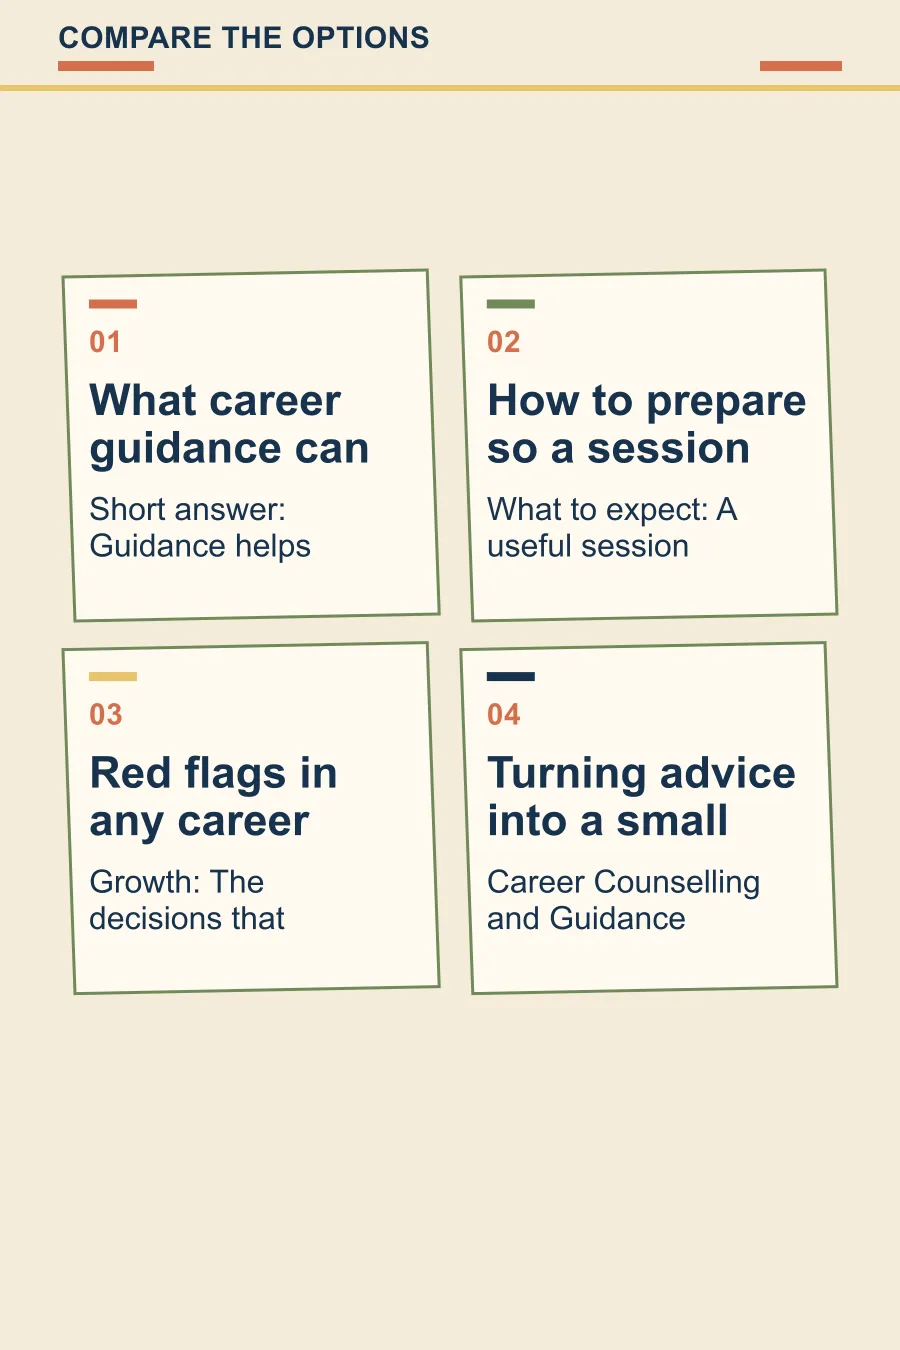 COMPARE THE OPTIONS
01
What career
guidance can
Short answer:
Guidance helps
02
How to prepare
so a session
What to expect: A
useful session
03
Red flags in
any career
Growth: The
decisions that
04
Turning advice
into a small
Career Counselling
and Guidance